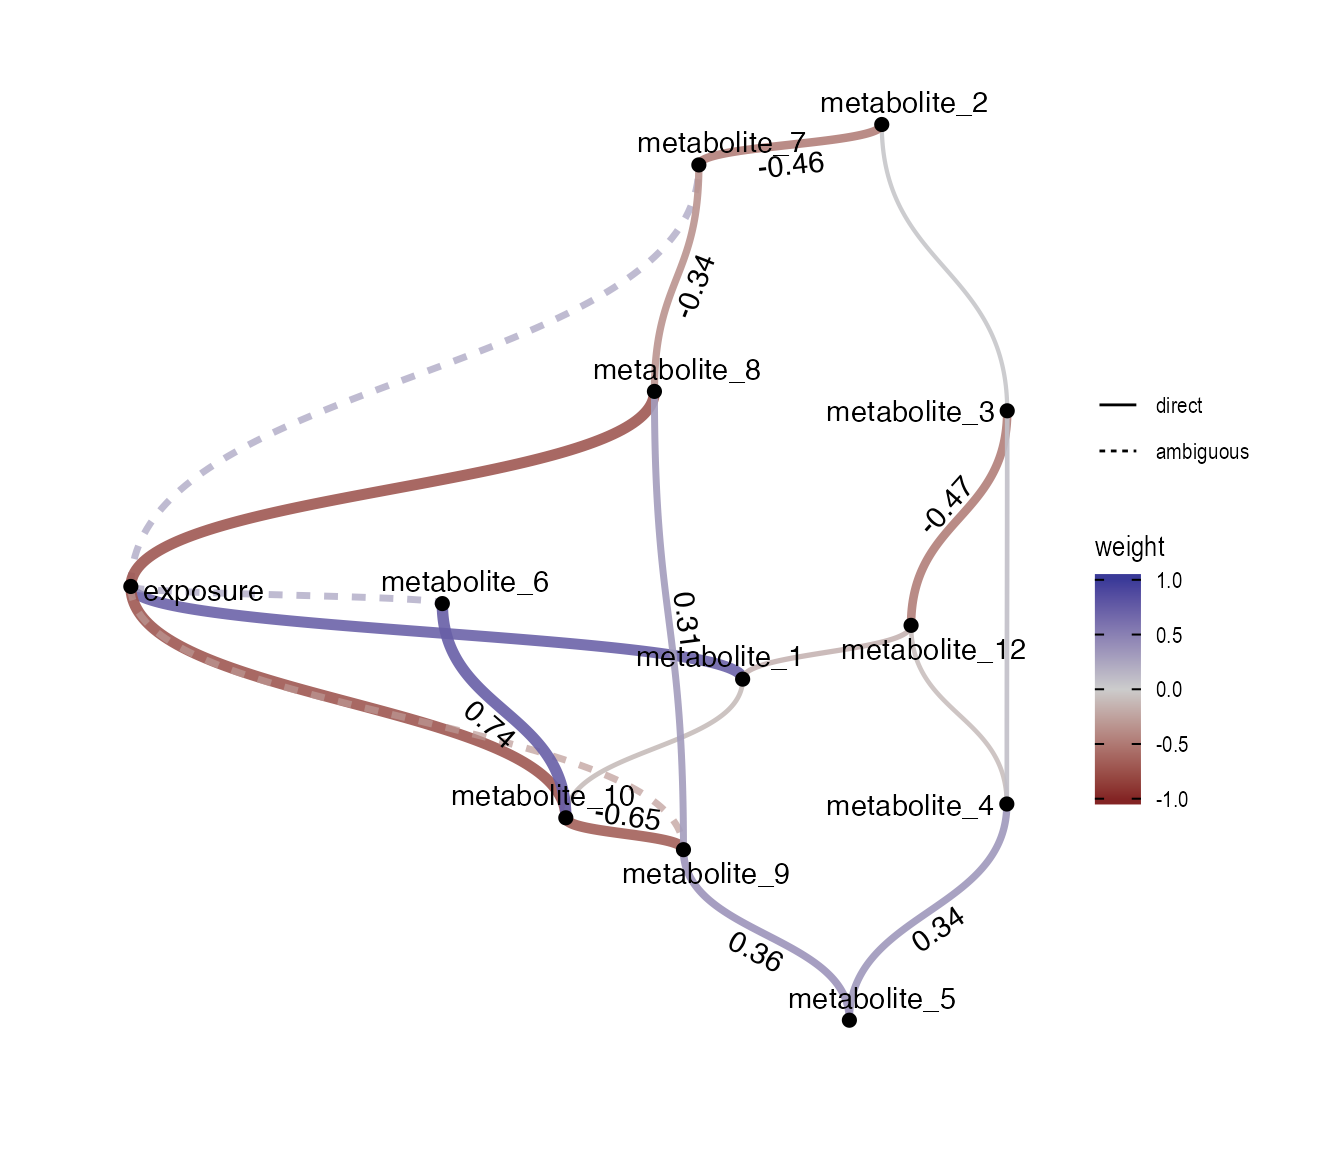 metabolite_2
metabolite_7
-0.46
-0.34
metabolite_8
metabolite_3
direct
ambiguous
-0.47
weight
1.0
0.5
0.0
-0.5
-1.0
metabolite_6
exposure
0.31
metabolite_1
metabolite_12
0.74
metabolite_10
-0.65
metabolite_4
metabolite_9
0.36
0.34
metabolite_5